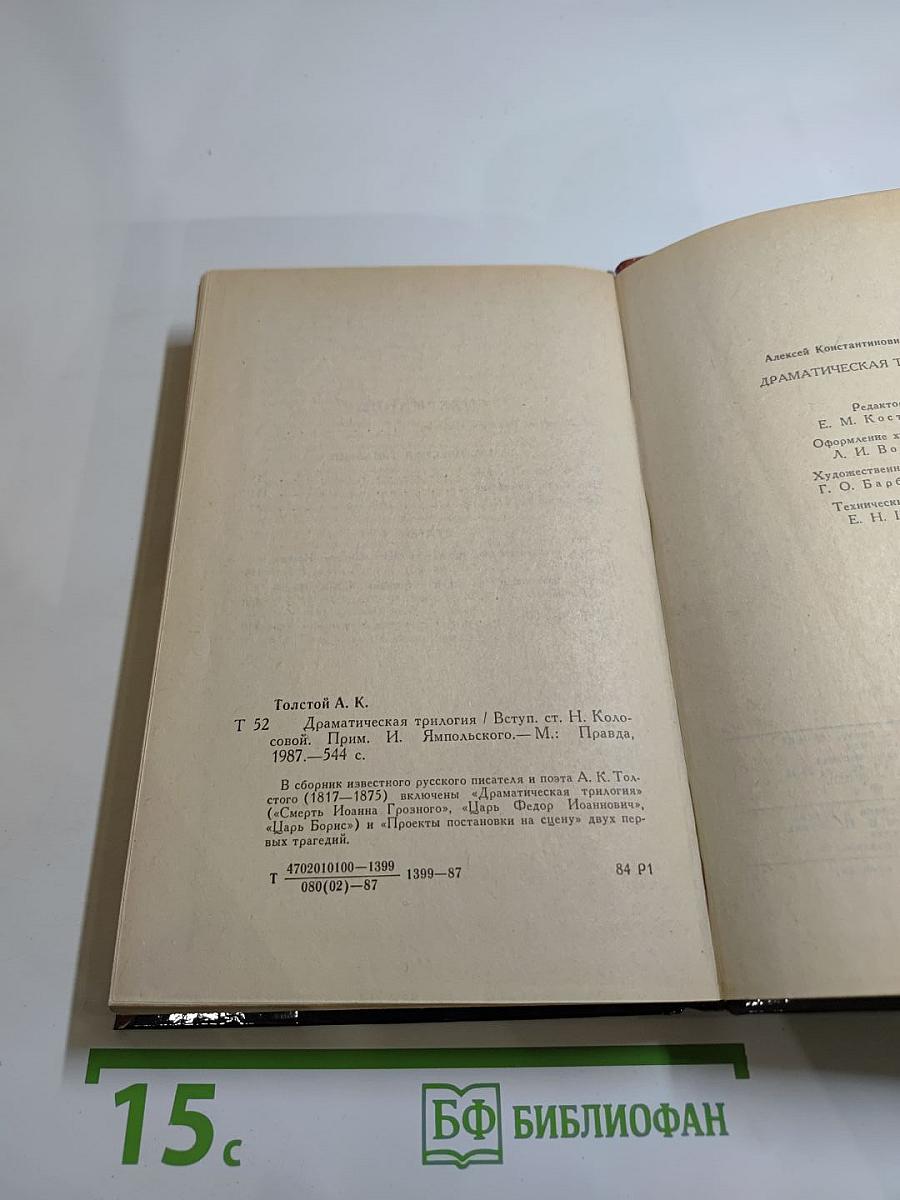 Толстой А. К.
Т 52 Драматическая трилогия / Вступ. ст. Н. Коло-
совой. Прим. И. Ямпольского.— М.: Правда,
1987.—544 с.
В сборник известного русского писателя и поэта А. К. Тол-
стого (1817—1875) включены «Драматическая трилогия»
(«Смерть Иоанна Грозного», «Царь Федор Иоаннович»,
«Царь Борис») и «Проекты постановки на сцену» двух пер-
вых трагедий.
Т 4702010100—1399 1399—87 84 Р1
080(02)—87
Алексей Константинови
ДРАМАТИЧЕСКАЯ Т
Редакто
Е. М. Кост
Оформление х
Л. И. Во
Художествен
Г. О. Барб
Технически
Е. Н.
15 с
БФ БИБЛИОФАН